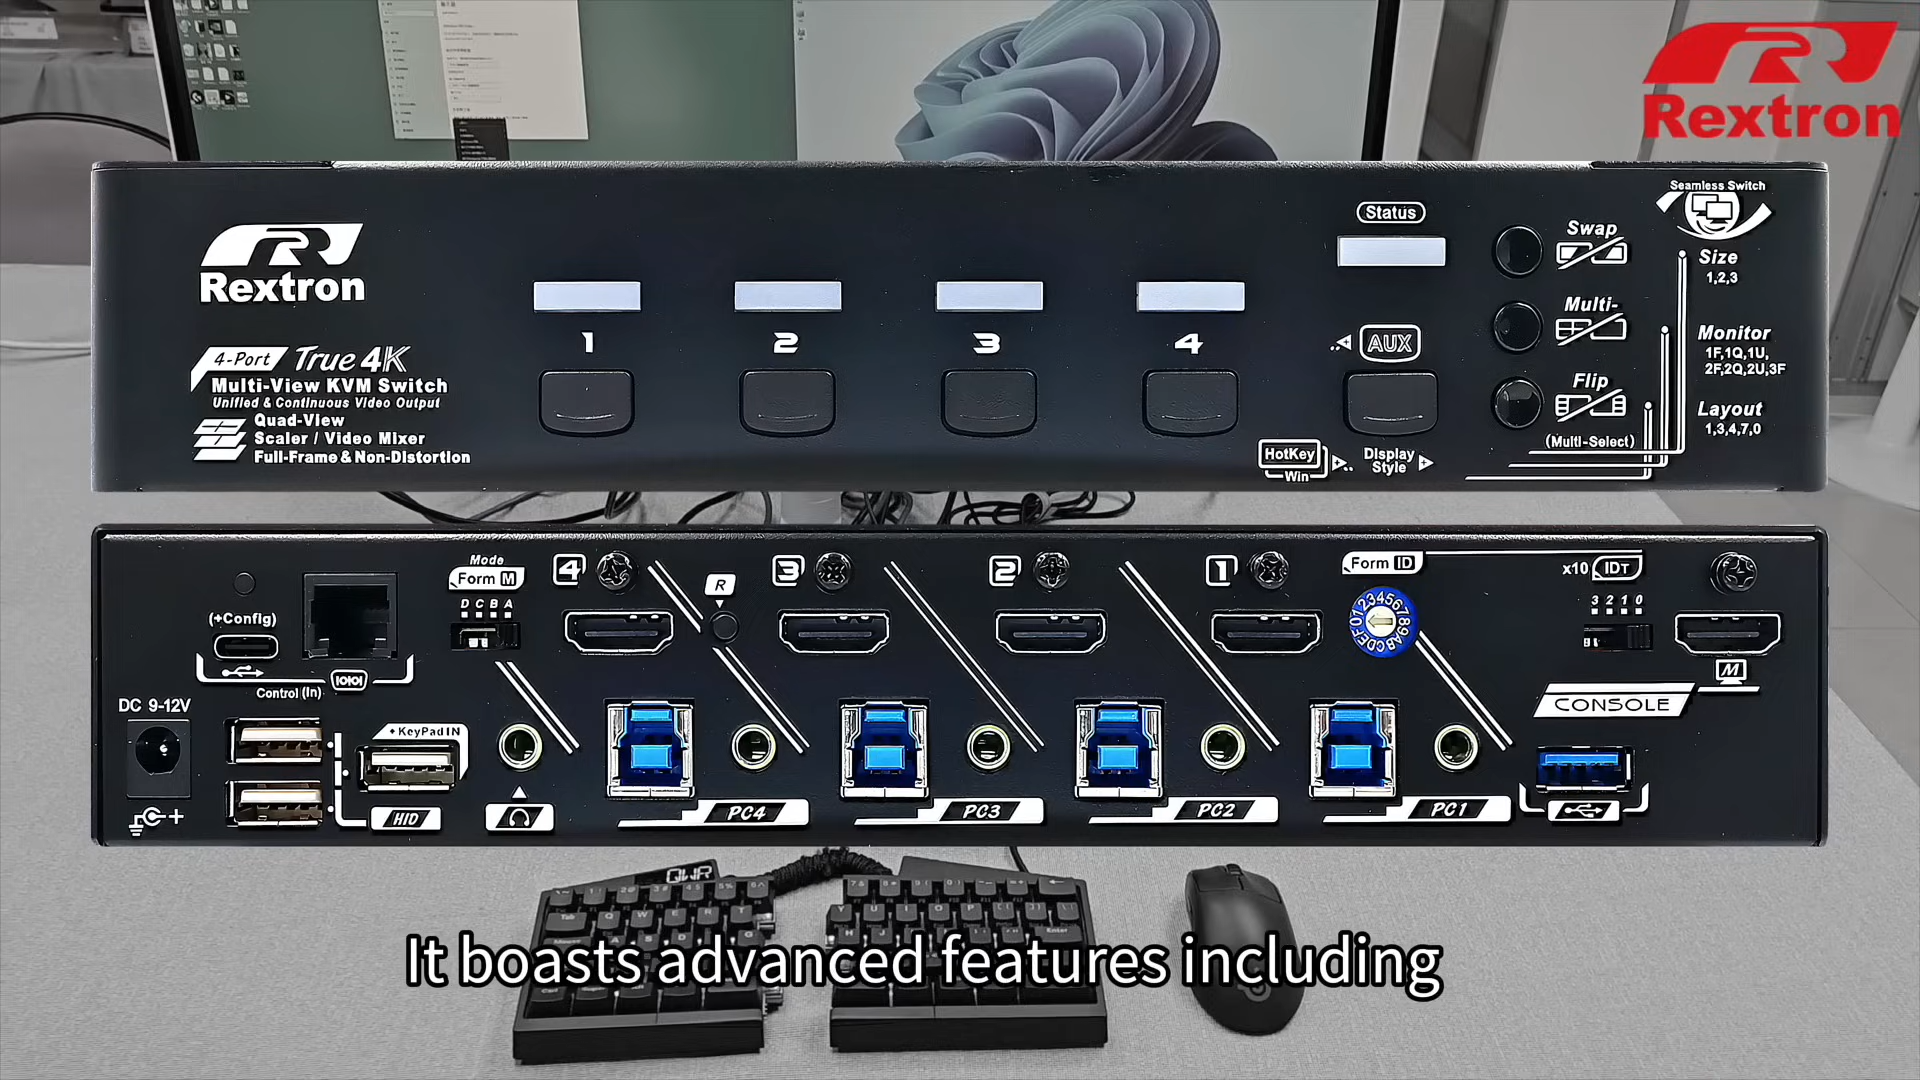 Rextron
Seamless Switch
Status
Swap
Size
1,2,3
Rextron
1
2
3
4
AUX
Multi-
Monitor
1F,1Q,1U,
2F,2Q,2U,3F
4-Port True 4K
Multi-View KVM Switch
Unified & Continuous Video Output
Quad-View
Scaler / Video Mixer
Full-Frame & Non-Distortion
Flip
Layout
1,3,4,7,0
(Multi-Select)
HotKey
Win
Display
Style
Mode
Form M
D C B A
4
R
3
2
1
Form ID
x10 IDT
3 2 1 0
0123456789ABCDEF
(+Config)
Control (In)
M
CONSOLE
DC 9-12V
+KeyPad IN
HID
PC4
PC3
PC2
PC1
QWR
It boasts advanced features including